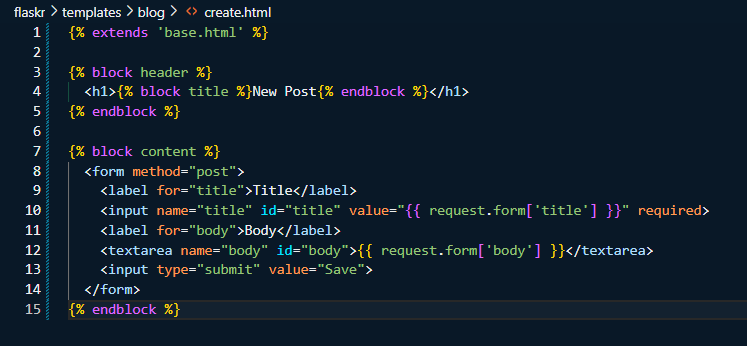 flaskr > templates > blog > <> create.html
1 {% extends 'base.html' %}
2
3 {% block header %}
4 <h1>{% block title %}New Post{% endblock %}</h1>
5 {% endblock %}
6
7 {% block content %}
8 <form method="post">
9 <label for="title">Title</label>
10 <input name="title" id="title" value="{{ request.form['title'] }}" required>
11 <label for="body">Body</label>
12 <textarea name="body" id="body">{{ request.form['body'] }}</textarea>
13 <input type="submit" value="Save">
14 </form>
15 {% endblock %}